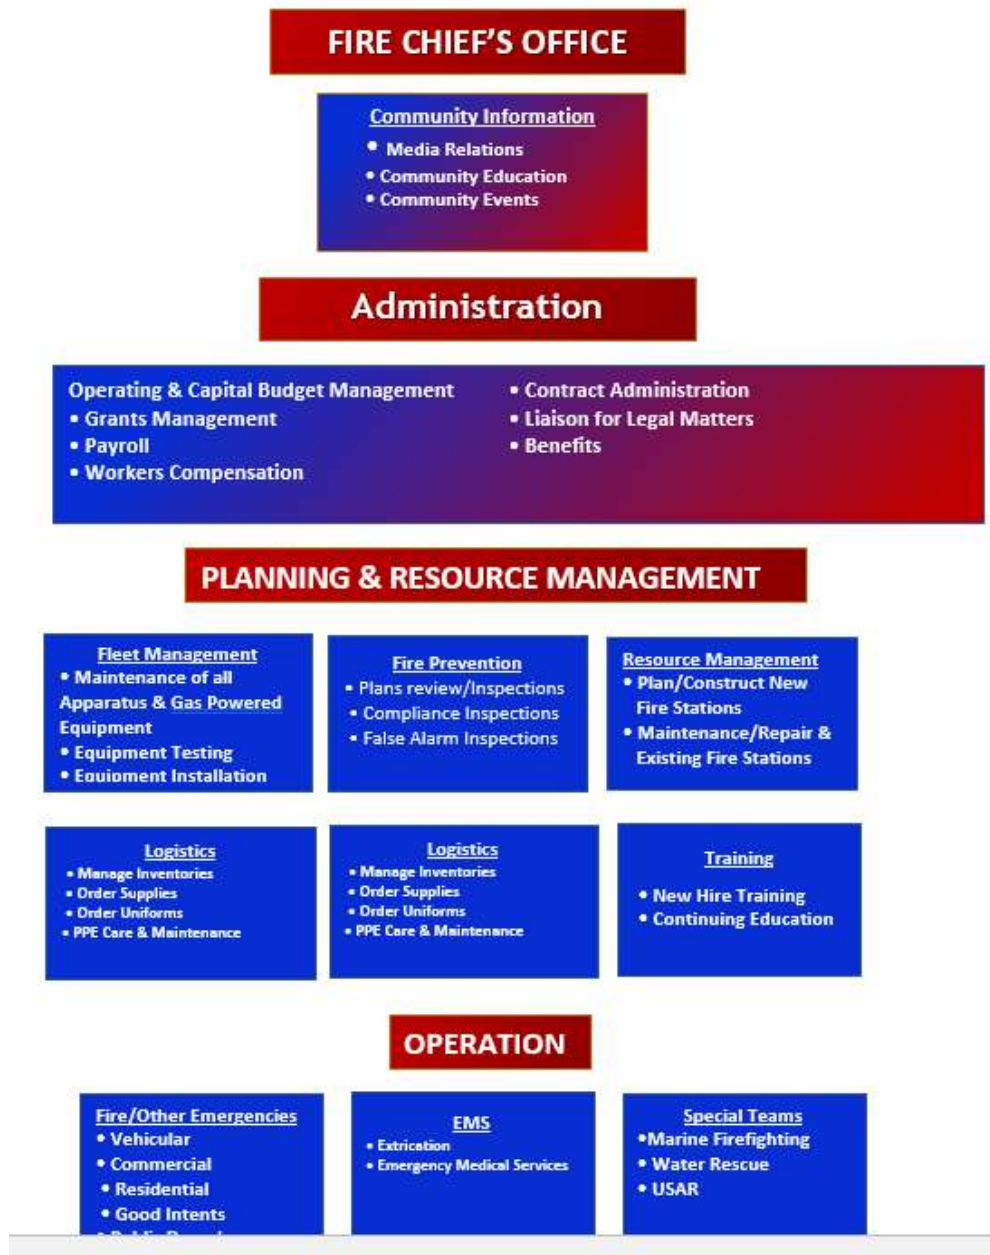 FIRE CHIEF'S OFFICE
Community Information
• Media Relations
• Community Education
• Community Events
Administration
Operating & Capital Budget Management
• Grants Management
• Payroll
• Workers Compensation
• Contract Administration
• Liaison for Legal Matters
• Benefits
PLANNING & RESOURCE MANAGEMENT
Fleet Management
• Maintenance of all
Apparatus & Gas Powered
Equipment
• Equipment Testing
• Equipment Installation
Fire Prevention
• Plans review/Inspections
• Compliance Inspections
• False Alarm Inspections
Resource Management
• Plan/Construct New
Fire Stations
• Maintenance/Repair &
Existing Fire Stations
Logistics
• Manage Inventories
• Order Supplies
• Order Uniforms
• PPE Care & Maintenance
Logistics
• Manage Inventories
• Order Supplies
• Order Uniforms
• PPE Care & Maintenance
Training
• New Hire Training
• Continuing Education
OPERATION
Fire/Other Emergencies
• Vehicular
• Commercial
• Residential
• Good Intents
EMS
• Extrication
• Emergency Medical Services
Special Teams
•Marine Firefighting
• Water Rescue
• USAR